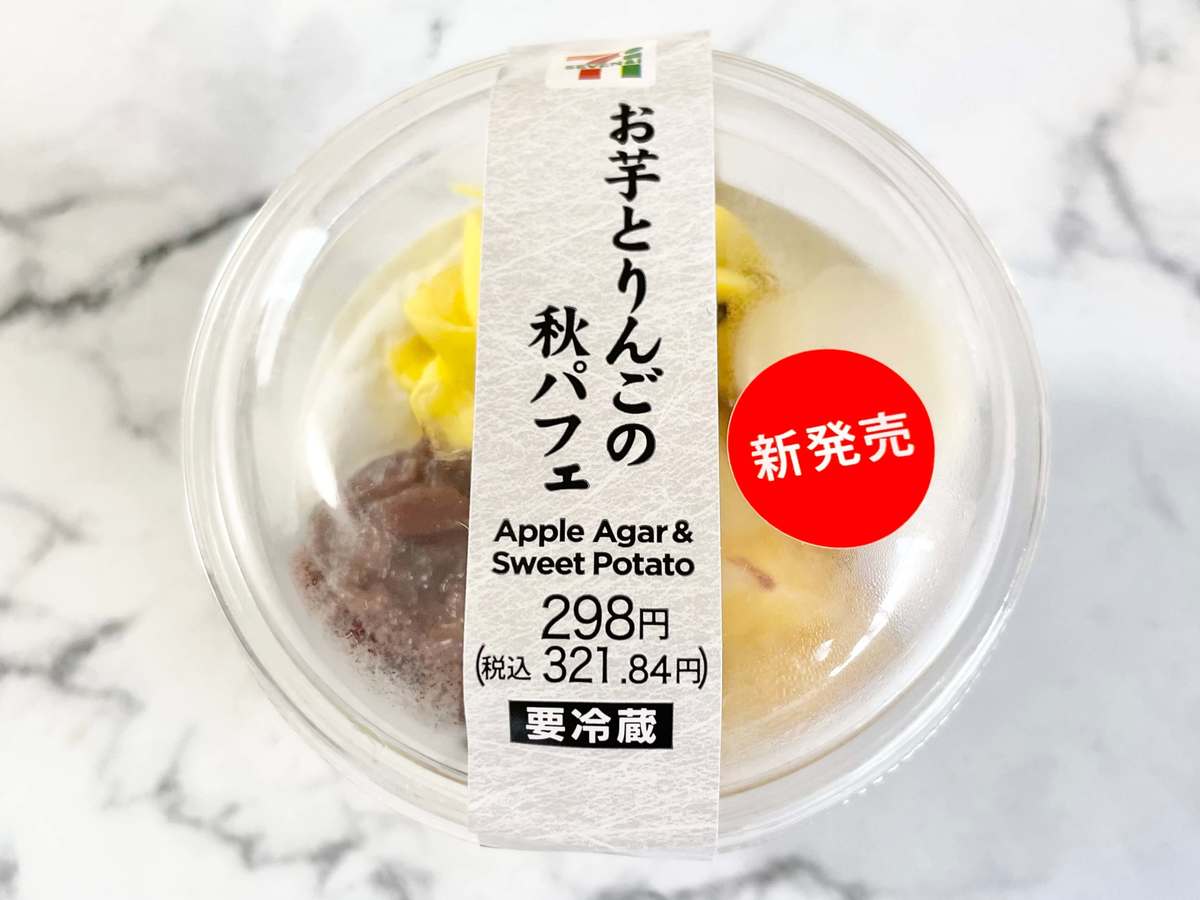 SEVEN & i
お芋とりんごの
秋パフェ
Apple Agar &
Sweet Potato
298円
(税込 321.84円)
要冷蔵
新発売